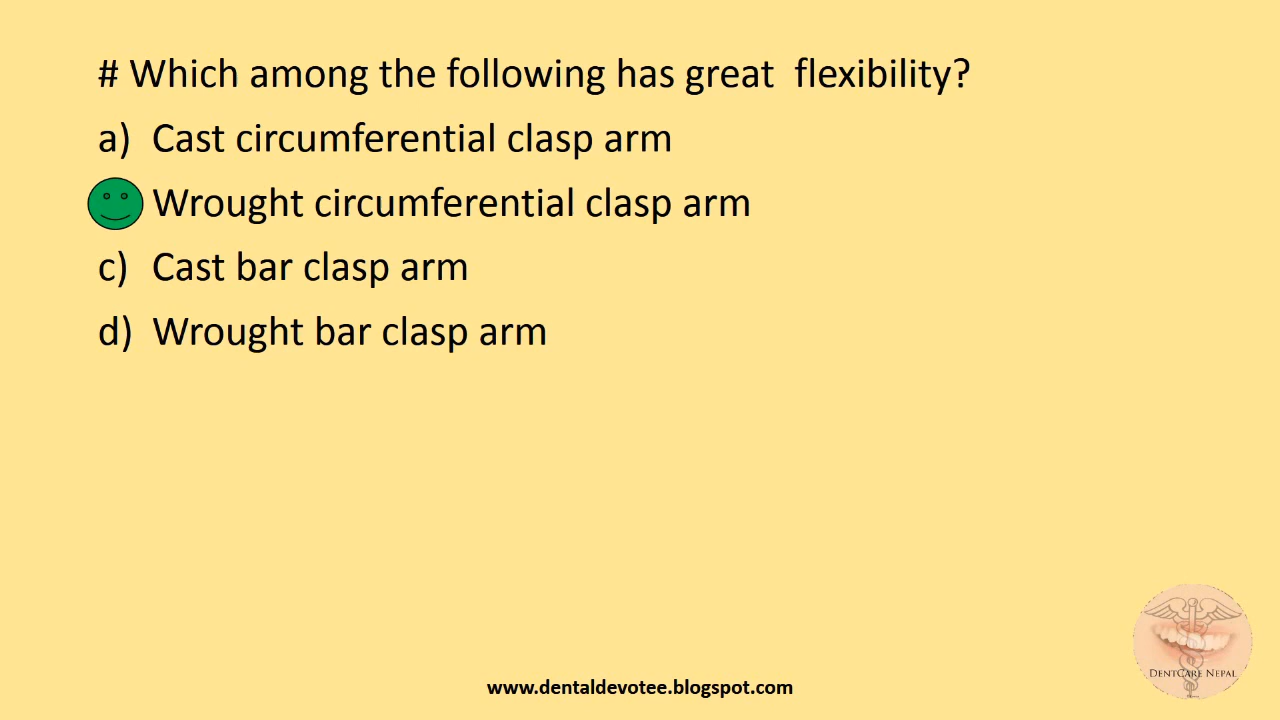 # Which among the following has great  flexibility?
a) Cast circumferential clasp arm
Wrought circumferential clasp arm
c) Cast bar clasp arm
d) Wrought bar clasp arm
DentCare Nepal
www.dentaldevotee.blogspot.com